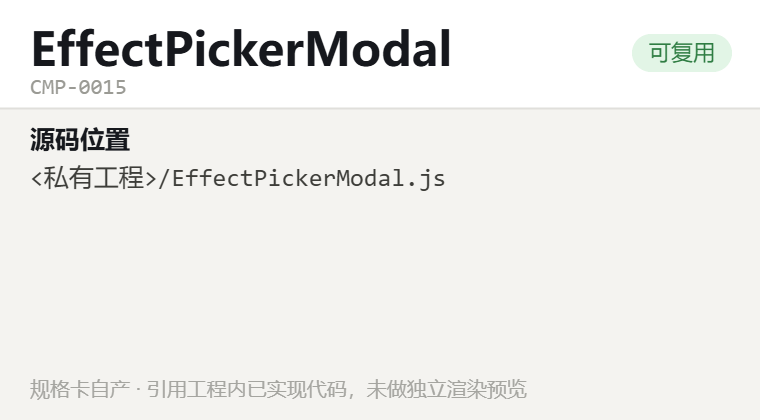 EffectPickerModal
可复用
CMP-0015
源码位置
<私有工程>/EffectPickerModal.js
规格卡自产 · 引用工程内已实现代码，未做独立渲染预览